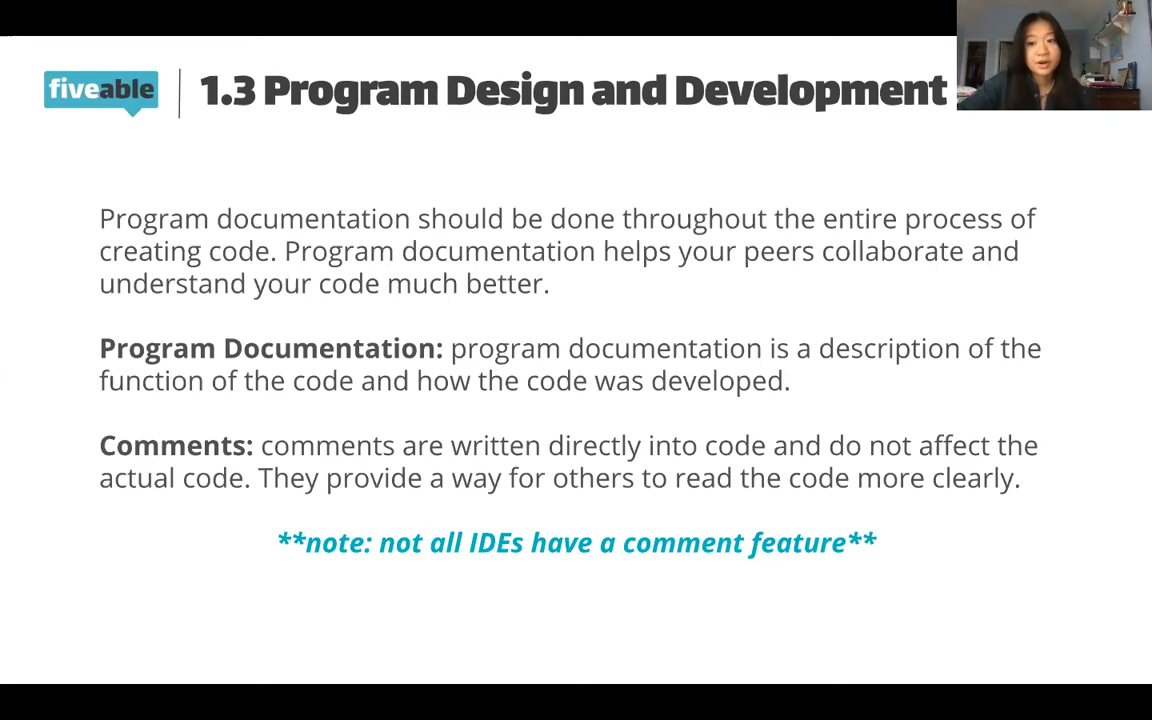 fiveable
1.3 Program Design and Development
Program documentation should be done throughout the entire process of
creating code. Program documentation helps your peers collaborate and
understand your code much better.
Program Documentation: program documentation is a description of the
function of the code and how the code was developed.
Comments: comments are written directly into code and do not affect the
actual code. They provide a way for others to read the code more clearly.
**note: not all IDEs have a comment feature**